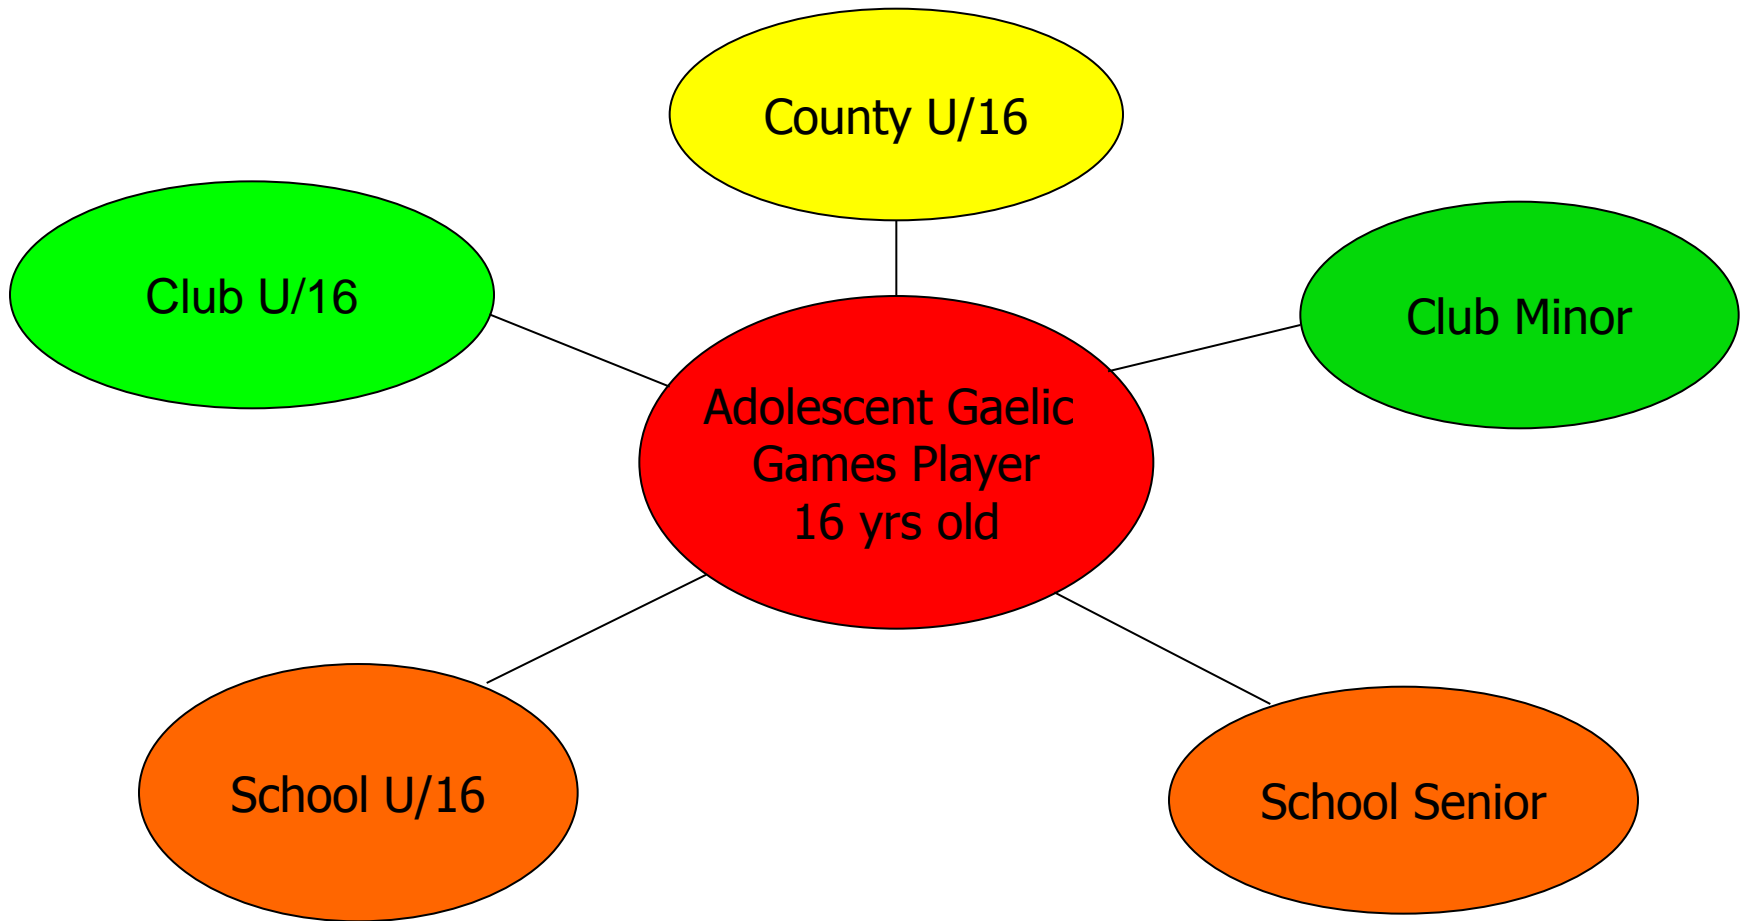 County U/16
Club U/16
Club Minor
Adolescent Gaelic
Games Player
16 yrs old
School U/16
School Senior